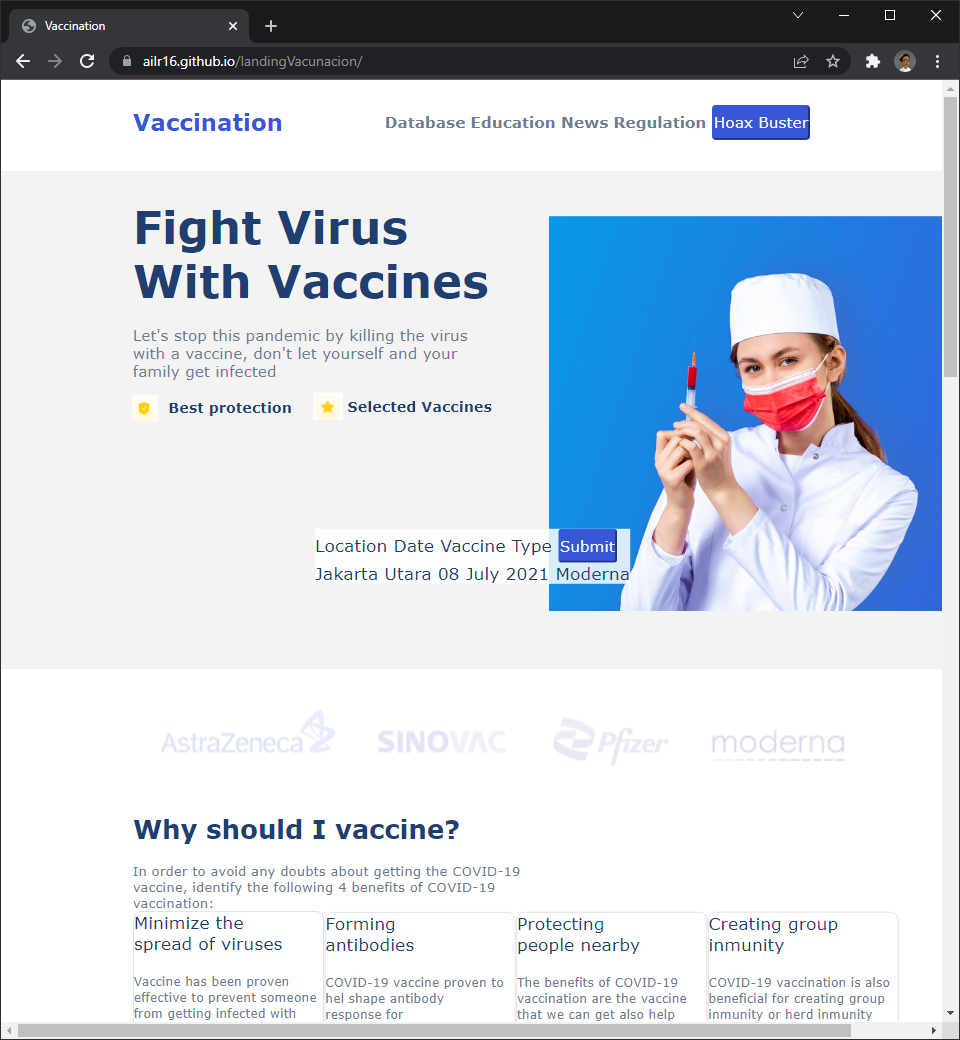 Vaccination
ailr16.github.io/landingVacunacion/
Vaccination
Database Education News Regulation Hoax Buster
Fight Virus
With Vaccines
Let's stop this pandemic by killing the virus
with a vaccine, don't let yourself and your
family get infected
Best protection Selected Vaccines
Location Date Vaccine Type Submit
Jakarta Utara 08 July 2021 Moderna
AstraZeneca SINOVAC Pfizer moderna
Why should I vaccine?
In order to avoid any doubts about getting the COVID-19
vaccine, identify the following 4 benefits of COVID-19
vaccination:
Minimize the
spread of viruses
Vaccine has been proven
effective to prevent someone
from getting infected with
Forming
antibodies
COVID-19 vaccine proven to
hel shape antibody
response for
Protecting
people nearby
The benefits of COVID-19
vaccination are the vaccine
that we can get also help
Creating group
inmunity
COVID-19 vaccination is also
beneficial for creating group
inmunity or herd inmunity